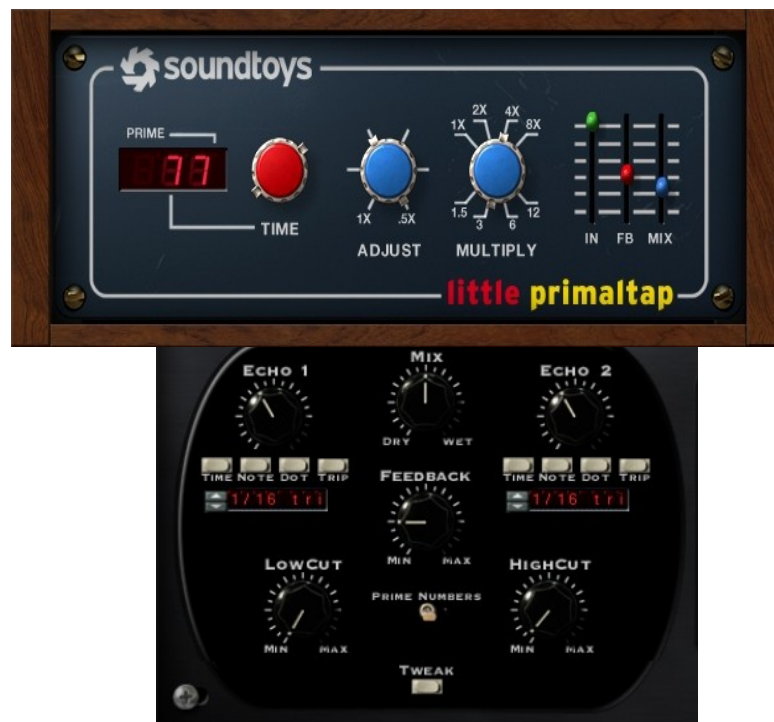 soundtoys
PRIME
77
TIME
1X .5X
ADJUST
1X 2X 4X 8X
1.5 3 6 12
MULTIPLY
IN FB MIX
little primaltap
MIX
ECHO 1
ECHO 2
DRY WET
TIME NOTE DOT TRIP
TIME NOTE DOT TRIP
FEEDBACK
1/16 tri
1/16 tri
MIN MAX
LOWCUT
HIGHCUT
PRIME NUMBERS
MIN MAX
MIN MAX
TWEAK